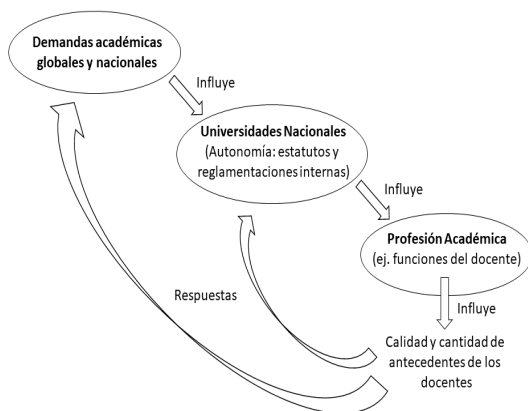 Demandas académicas
globales y nacionales
Influye
Universidades Nacionales
(Autonomía: estatutos y
reglamentaciones internas)
Influye
Profesión Académica
(ej. funciones del docente)
Respuestas
Influye
Calidad y cantidad de
antecedentes de los
docentes